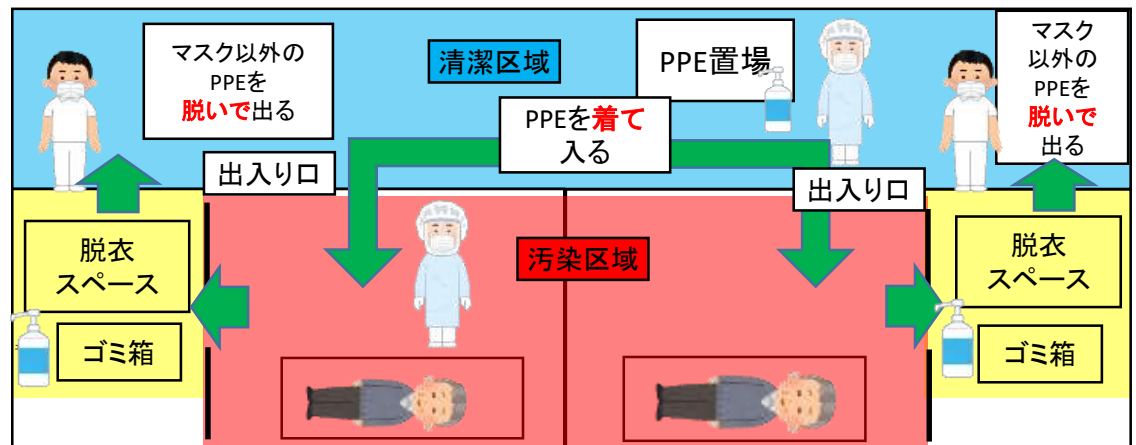 マスク以外の
PPEを
脱いで出る
清潔区域
PPE置場
マスク
以外の
PPEを
脱いで
出る
PPEを着て
入る
出入り口
出入り口
脱衣
スペース
汚染区域
脱衣
スペース
ゴミ箱
ゴミ箱